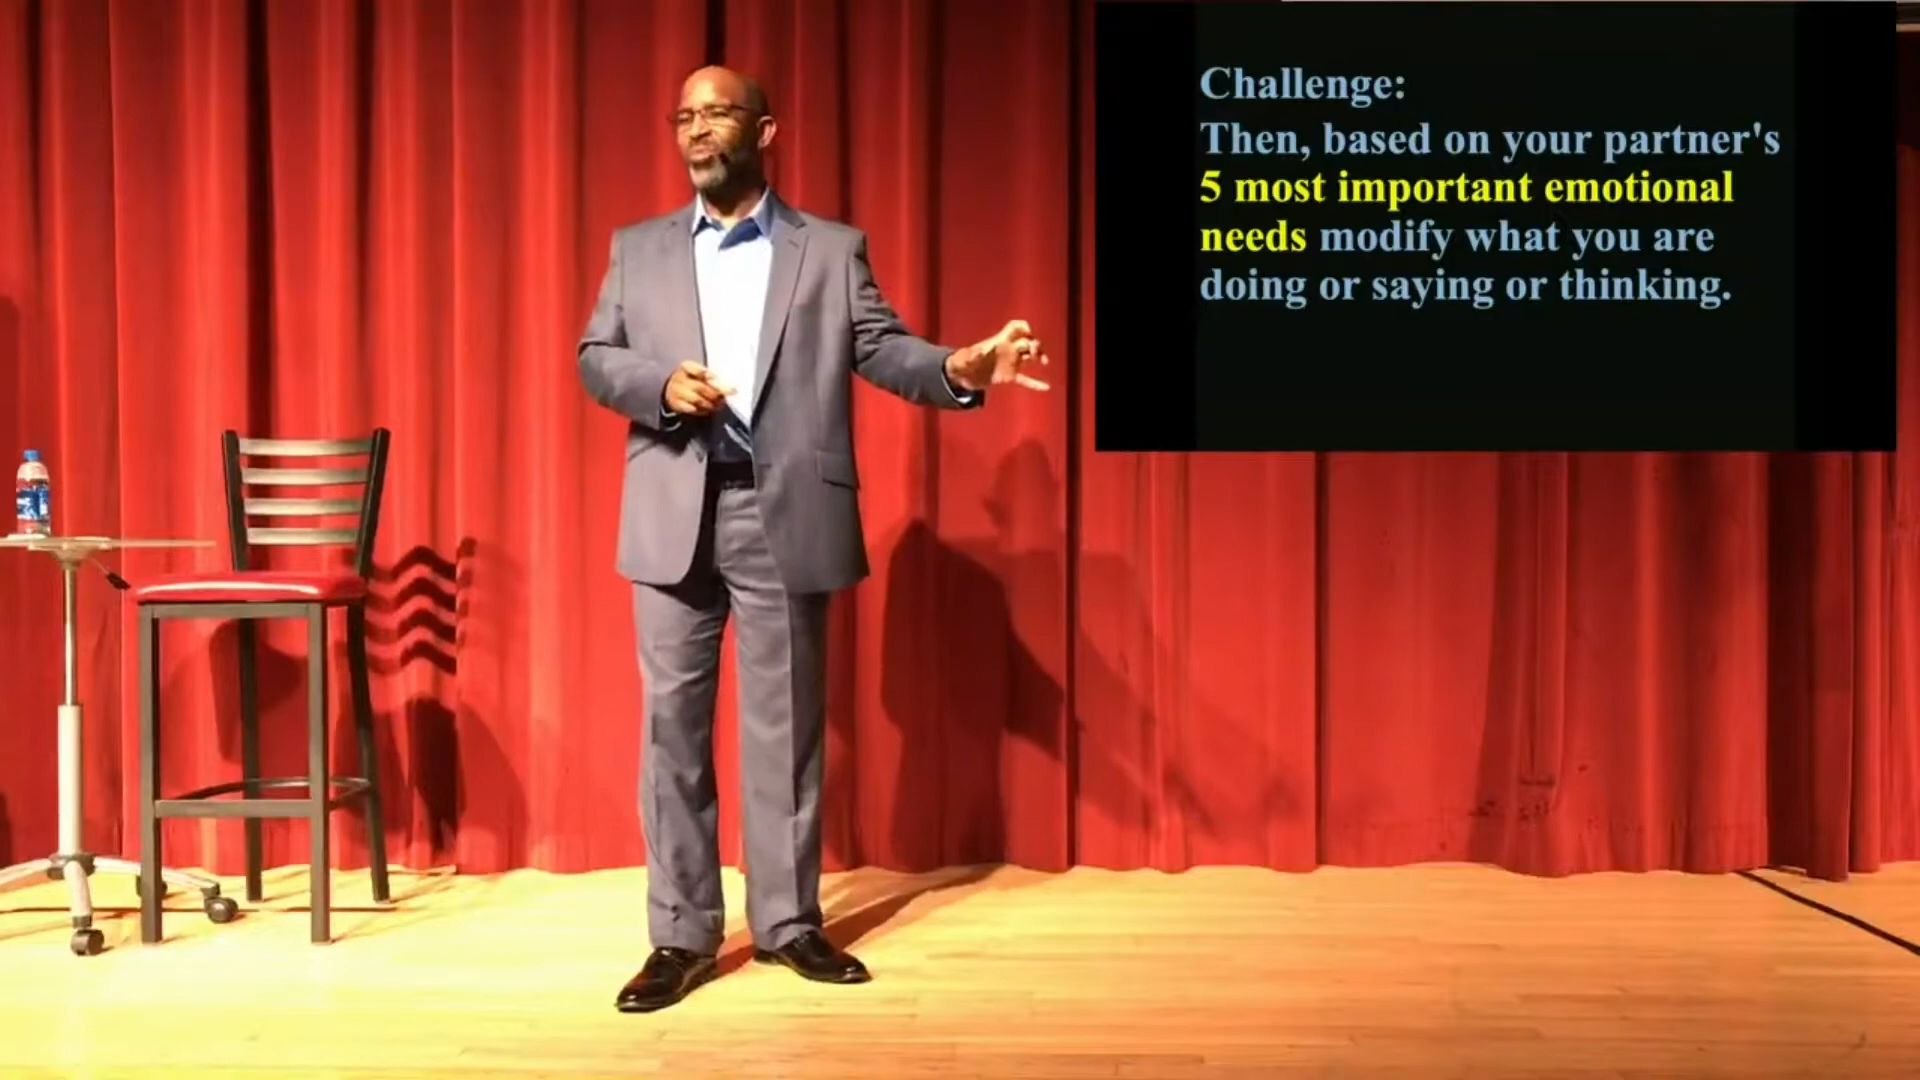 Challenge:
Then, based on your partner's
5 most important emotional
needs modify what you are
doing or saying or thinking.